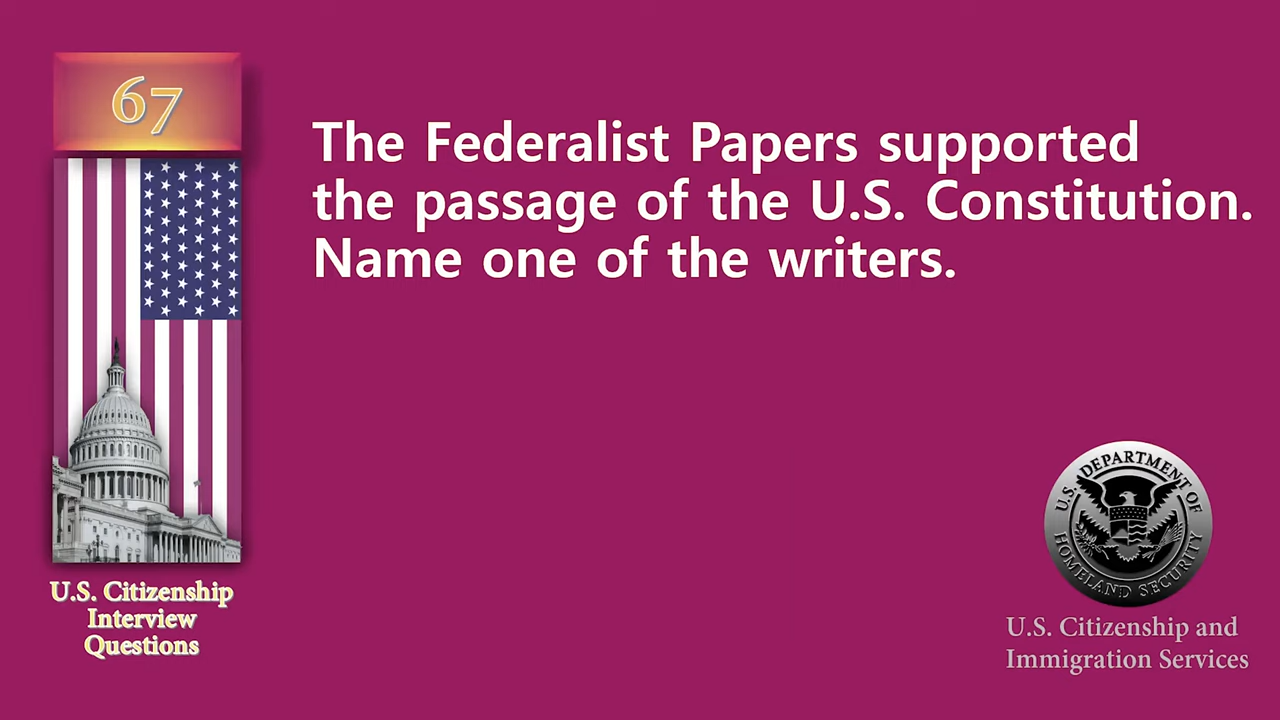 67
The Federalist Papers supported
the passage of the U.S. Constitution.
Name one of the writers.
U.S. Citizenship
Interview
Questions
U.S. DEPARTMENT OF
HOMELAND SECURITY
U.S. Citizenship and
Immigration Services